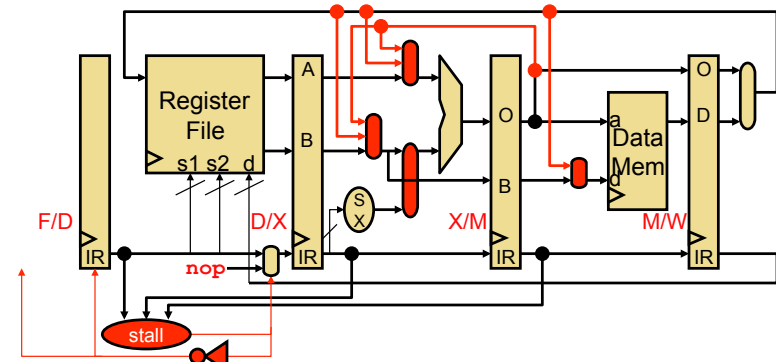 A
O
O
Register
File
B
D
a
Data
Mem
d
s1 s2 d
S
X
B
F/D
D/X
X/M
M/W
IR
nop
IR
IR
IR
stall